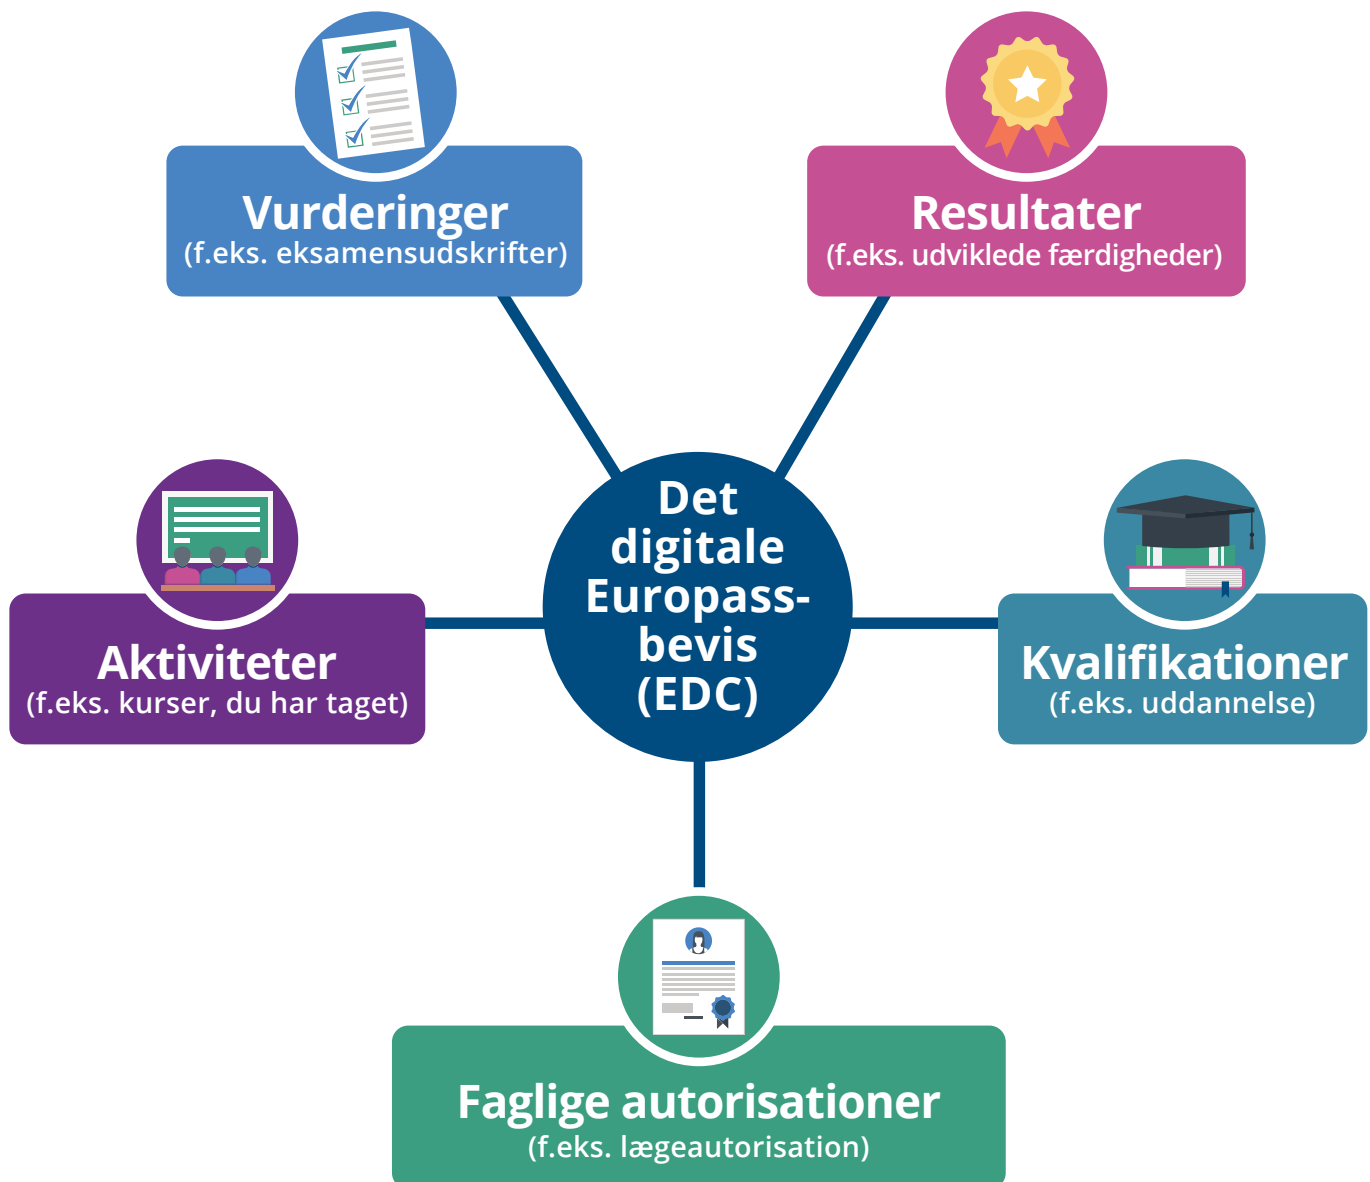 Vurderinger
(f.eks. eksamensudskrifter)
Resultater
(f.eks. udviklede færdigheder)
Det
digitale
Europass-
bevis
(EDC)
Aktiviteter
(f.eks. kurser, du har taget)
Kvalifikationer
(f.eks. uddannelse)
Faglige autorisationer
(f.eks. lægeautorisation)